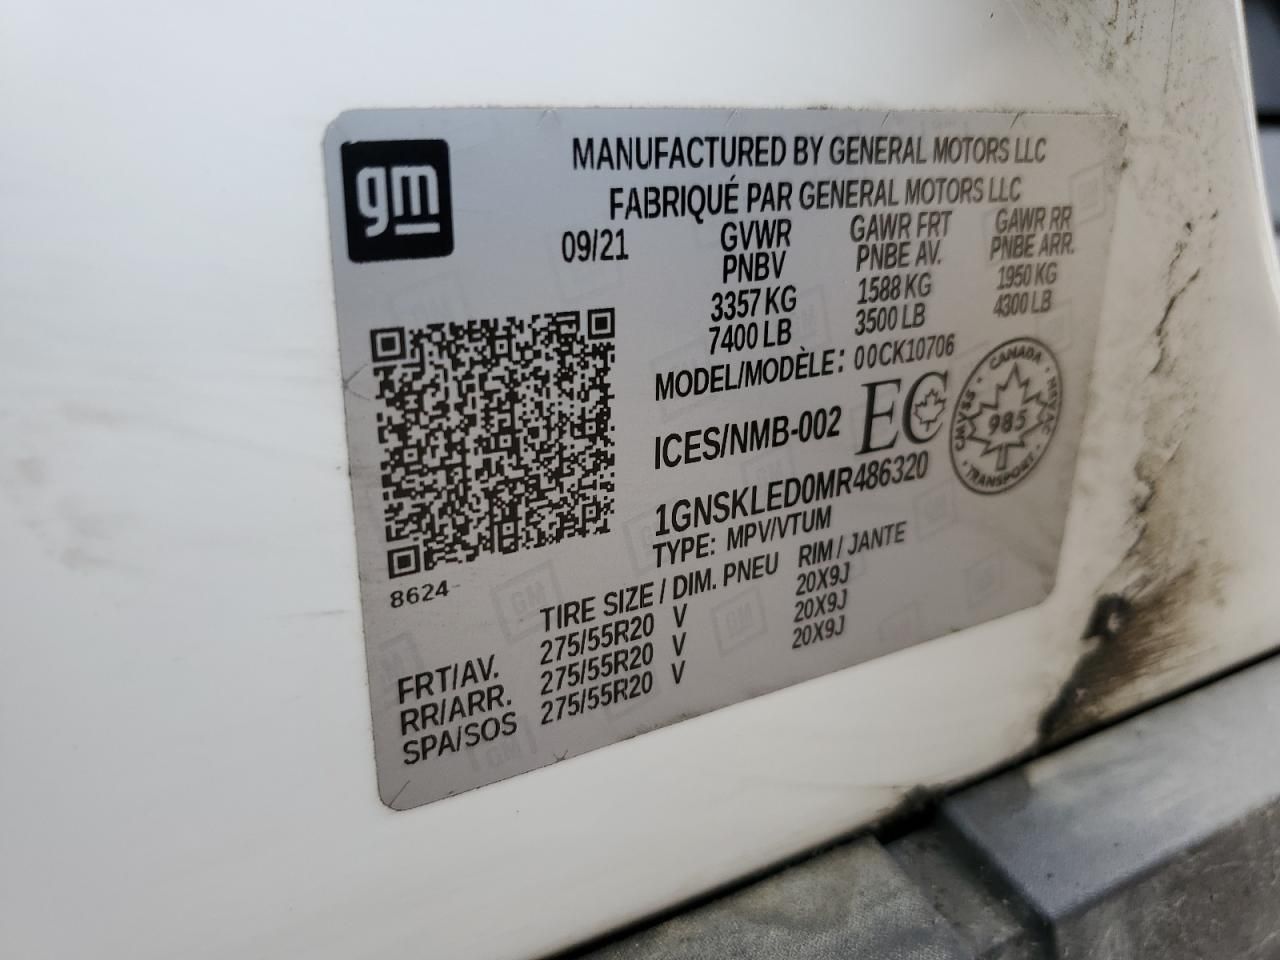 gm
MANUFACTURED BY GENERAL MOTORS LLC
FABRIQUÉ PAR GENERAL MOTORS LLC
09/21 GVWR GAWR FRT GAWR RR
PNBV PNBE AV. PNBE ARR.
3357 KG 1588 KG 1950 KG
7400 LB 3500 LB 4300 LB
MODEL/MODÈLE: 00CK10706
ICES/NMB-002 EC
CANADA
CMVSS 985 NSVAC
TRANSPORT
1GNSKLED0MR486320
TYPE: MPV/VTUM
8624-
TIRE SIZE / DIM. PNEU RIM / JANTE
FRT/AV. 275/55R20 V 20X9J
RR/ARR. 275/55R20 V 20X9J
SPA/SOS 275/55R20 V 20X9J